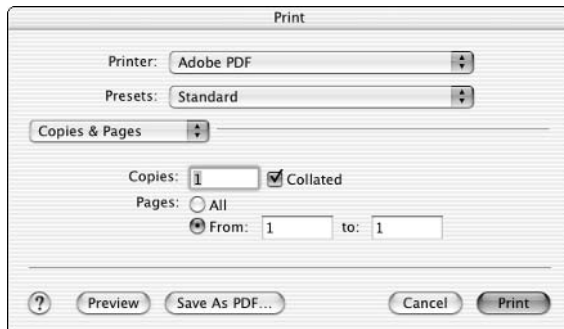 Print
Printer: Adobe PDF
Presets: Standard
Copies & Pages
Copies: 1 Collated
Pages: All
From: 1 to: 1
? Preview Save As PDF... Cancel Print